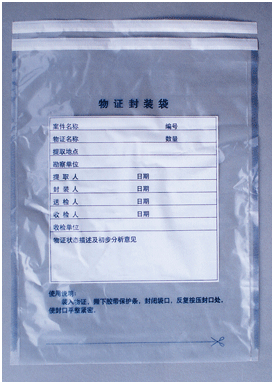 物证封装袋
案件名称 编号
物证名称 数量
提取地点
勘察单位
提取人 日期
封装人 日期
送检人 日期
收检人 日期
收检单位
物证状态描述及初步分析意见
使用说明:
装入物证，撕下胶带保护条，封闭袋口，反复按压封口处，
使封口平整紧密。